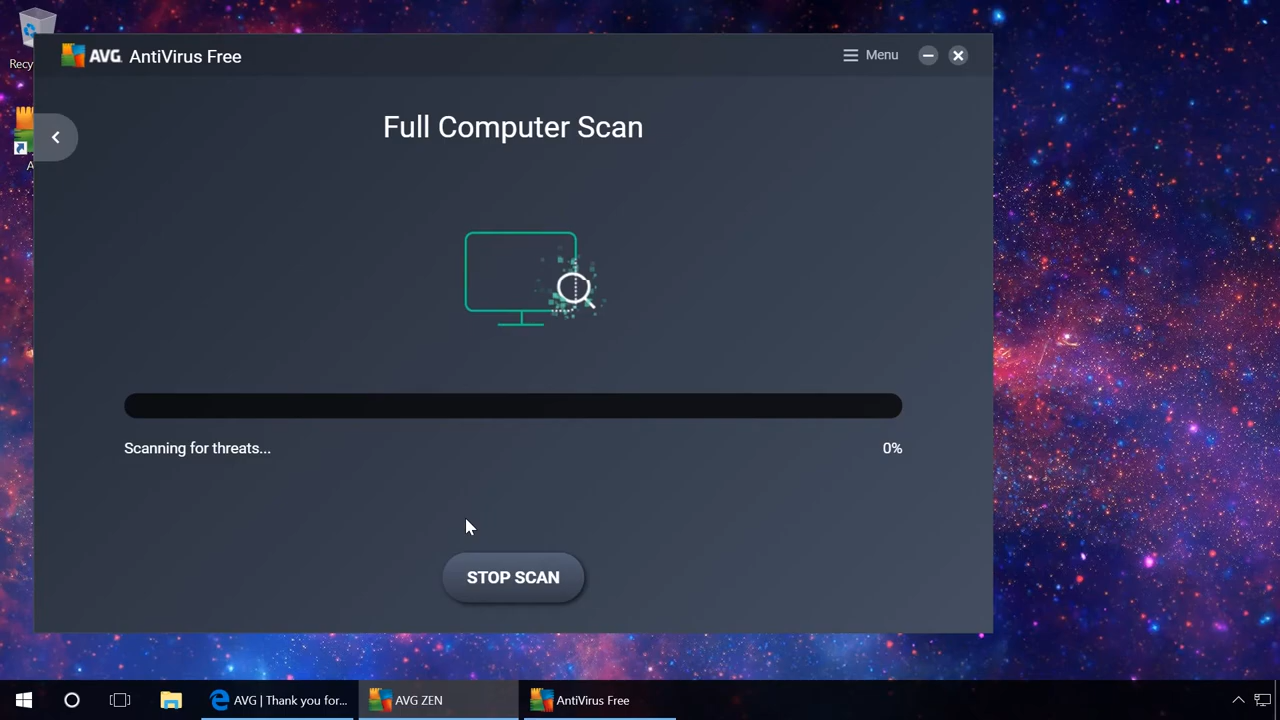 Recy
AVG AntiVirus Free
Menu
A
Full Computer Scan
Scanning for threats...
0%
STOP SCAN
AVG | Thank you for...
AVG ZEN
AntiVirus Free